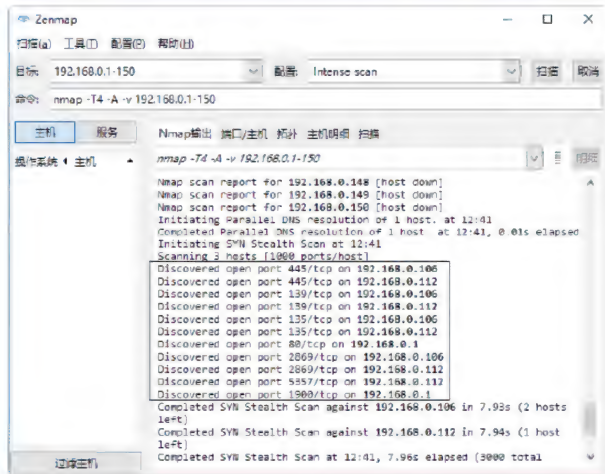 Zenmap
扫描(a) 工具(T) 配置(P) 帮助(H)
目标: 192.168.0.1-150 配置: Intense scan 扫描 取消
命令: nmap -T4 -A -v 192.168.0.1-150
主机 服务 Nmap输出 端口/主机 拓扑 主机明细 扫描
操作系统 主机 nmap -T4 -A -v 192.168.0.1-150 明细
Nmap scan report for 192.168.0.148 [host down]
Nmap scan report for 192.168.0.149 [host down]
Nmap scan report for 192.168.0.150 [host down]
Initiating Parallel DNS resolution of 1 host. at 12:41
Completed Parallel DNS resolution of 1 host. at 12:41, 0.01s elapsed
Initiating SYN Stealth Scan at 12:41
Scanning 3 hosts [1000 ports/host]
Discovered open port 445/tcp on 192.168.0.106
Discovered open port 445/tcp on 192.168.0.112
Discovered open port 139/tcp on 192.168.0.106
Discovered open port 139/tcp on 192.168.0.112
Discovered open port 135/tcp on 192.168.0.106
Discovered open port 135/tcp on 192.168.0.112
Discovered open port 80/tcp on 192.168.0.1
Discovered open port 2869/tcp on 192.168.0.106
Discovered open port 2869/tcp on 192.168.0.112
Discovered open port 5357/tcp on 192.168.0.112
Discovered open port 1900/tcp on 192.168.0.1
Completed SYN Stealth Scan against 192.168.0.106 in 7.93s (2 hosts
left)
Completed SYN Stealth Scan against 192.168.0.112 in 7.94s (1 host
left)
Completed SYN Stealth Scan at 12:41, 7.96s elapsed (3000 total
过滤主机